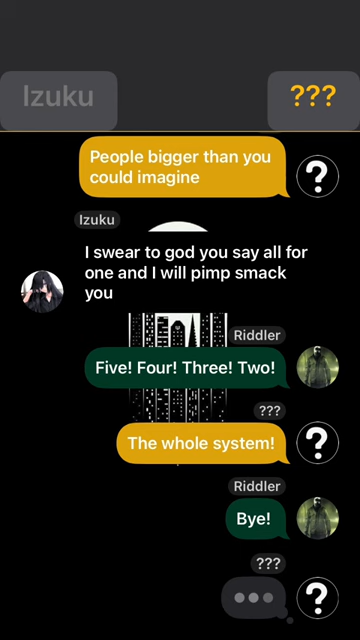 Izuku
???
People bigger than you
could imagine
?
Izuku
I swear to god you say all for
one and I will pimp smack
you
Riddler
Five! Four! Three! Two!
???
The whole system!
?
Riddler
Bye!
???
?